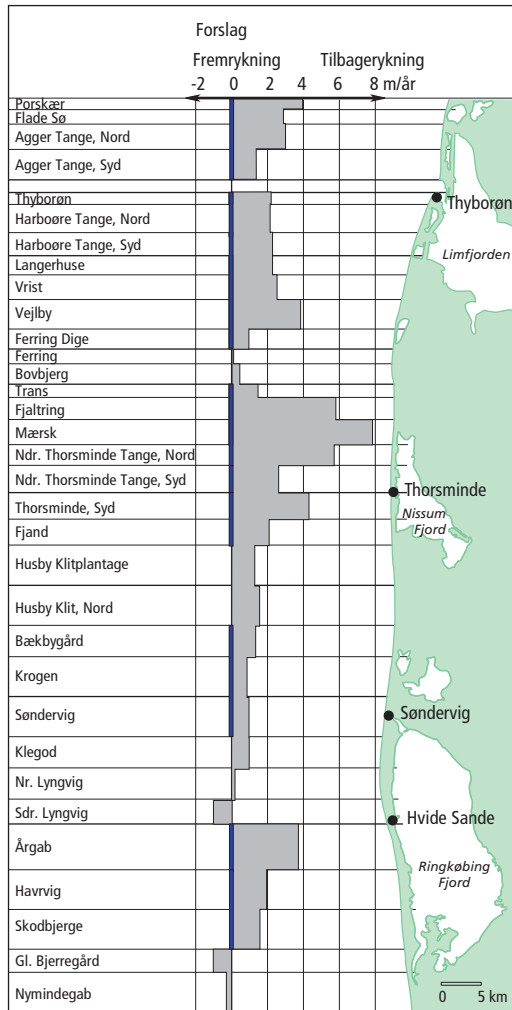 Forslag
Fremrykning Tilbagerykning
-2 0 2 4 6 8 m/år
Porskær
Flade Sø
Agger Tange, Nord
Agger Tange, Syd
Thyborøn
Harboøre Tange, Nord
Harboøre Tange, Syd
Langerhuse
Vrist
Vejlby
Ferring Dige
Ferring
Bovbjerg
Trans
Fjaltring
Mærsk
Ndr. Thorsminde Tange, Nord
Ndr. Thorsminde Tange, Syd
Thorsminde, Syd
Fjand
Husby Klitplantage
Husby Klit, Nord
Bækbygård
Krogen
Søndervig
Klegod
Nr. Lyngvig
Sdr. Lyngvig
Årgab
Havrvig
Skodbjerge
Gl. Bjerregård
Nymindegab
Thyborøn
Limfjorden
Thorsminde
Nissum
Fjord
Søndervig
Hvide Sande
Ringkøbing
Fjord
0 5 km